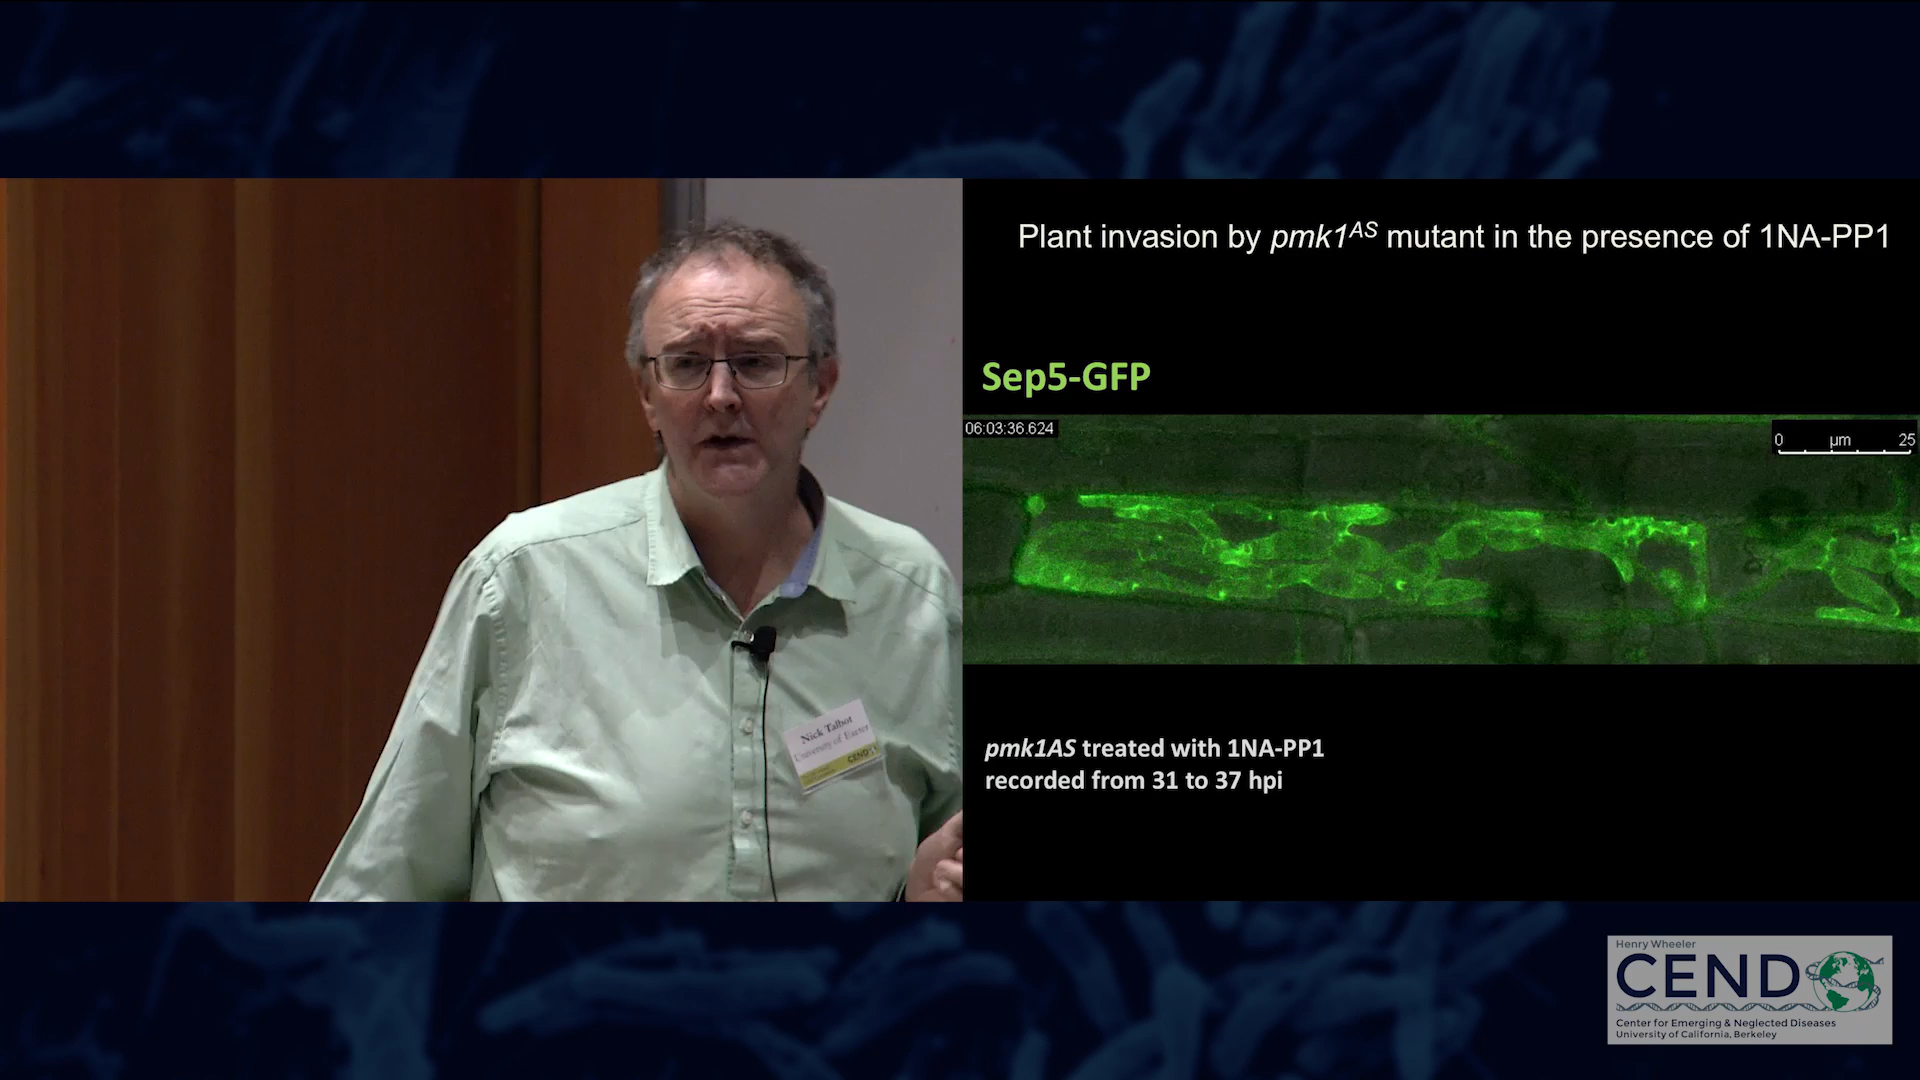 Plant invasion by pmk1AS mutant in the presence of 1NA-PP1
Sep5-GFP
06:03:36.624
0 µm 25
pmk1AS treated with 1NA-PP1
recorded from 31 to 37 hpi
Nick Talbot
University of Exeter
CEND
Henry Wheeler
CEND
Center for Emerging & Neglected Diseases
University of California, Berkeley